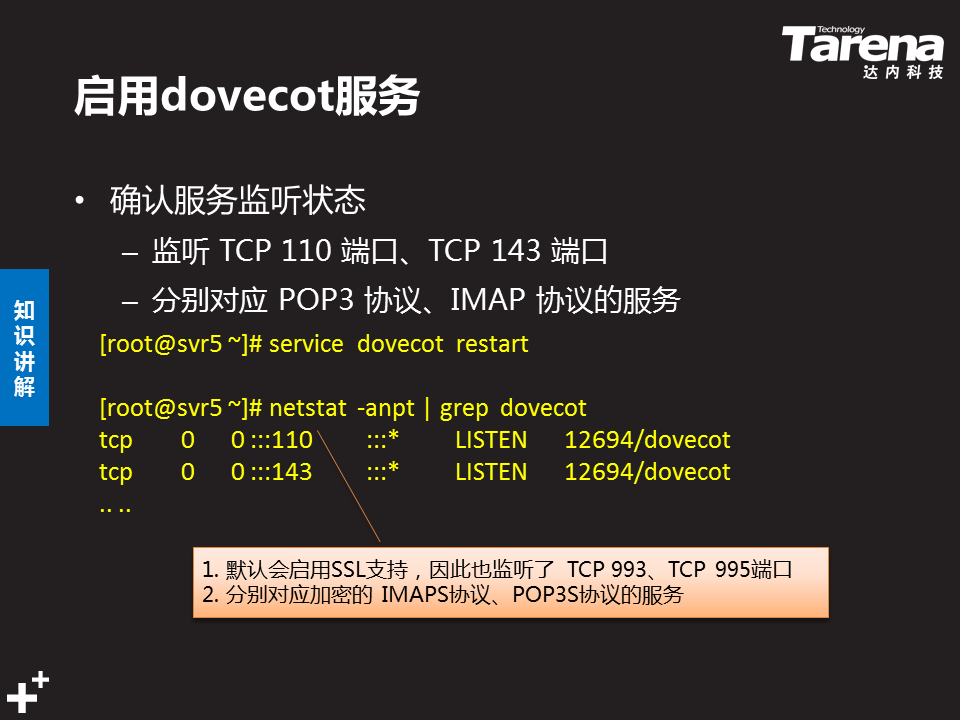 Technology
Tarena
达内科技
启用dovecot服务
• 确认服务监听状态
– 监听 TCP 110 端口、TCP 143 端口
– 分别对应 POP3 协议、IMAP 协议的服务
知识讲解
[root@svr5 ~]# service dovecot restart
[root@svr5 ~]# netstat -anpt | grep dovecot
tcp 0 0 :::110 :::* LISTEN 12694/dovecot
tcp 0 0 :::143 :::* LISTEN 12694/dovecot
.. ..
1. 默认会启用SSL支持，因此也监听了 TCP 993、TCP 995端口
2. 分别对应加密的 IMAPS协议、POP3S协议的服务